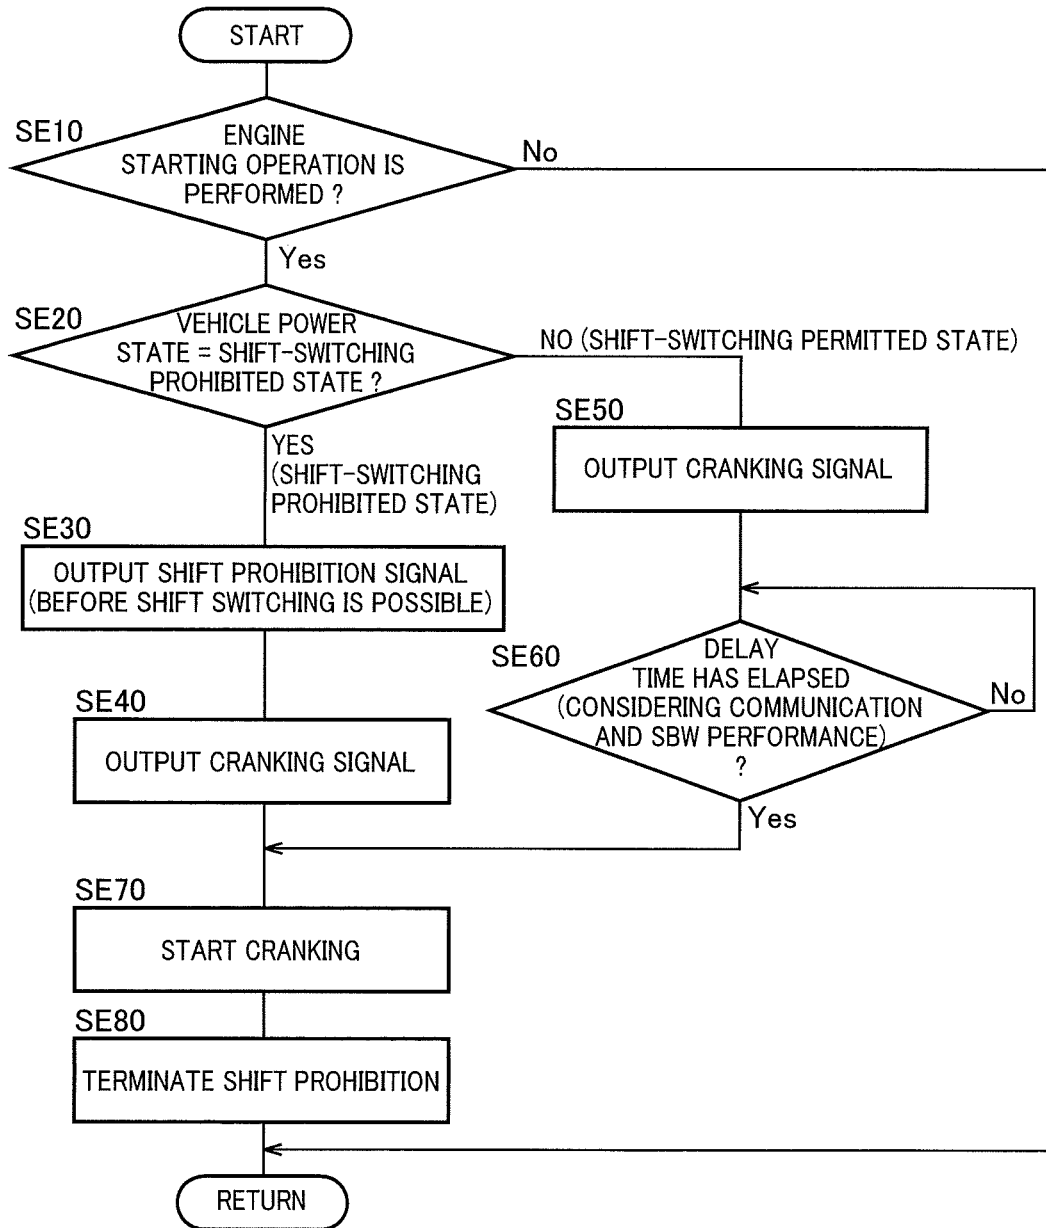 START
SE10
ENGINE
STARTING OPERATION IS
PERFORMED ?
No
Yes
SE20
VEHICLE POWER
STATE = SHIFT-SWITCHING
PROHIBITED STATE ?
NO (SHIFT-SWITCHING PERMITTED STATE)
YES
(SHIFT-SWITCHING
PROHIBITED STATE)
SE50
OUTPUT CRANKING SIGNAL
SE30
OUTPUT SHIFT PROHIBITION SIGNAL
(BEFORE SHIFT SWITCHING IS POSSIBLE)
SE60
DELAY
TIME HAS ELAPSED
(CONSIDERING COMMUNICATION
AND SBW PERFORMANCE)
?
No
Yes
SE40
OUTPUT CRANKING SIGNAL
SE70
START CRANKING
SE80
TERMINATE SHIFT PROHIBITION
RETURN